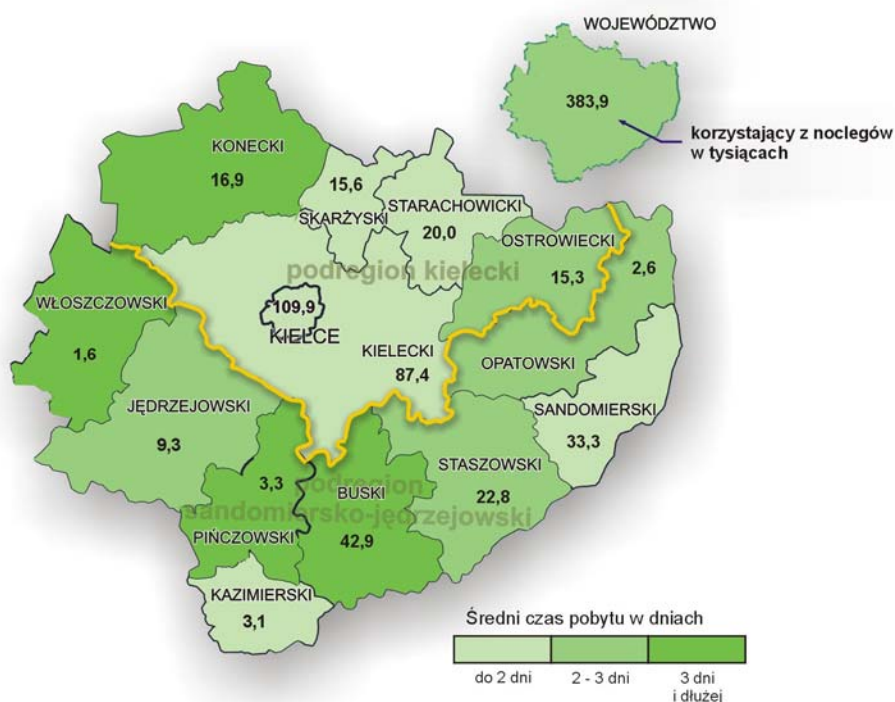 WOJEWÓDZTWO
383,9
korzystający z noclegów
w tysiącach
KONECKI
16,9
15,6
SKARŻYSKI
STARACHOWICKI
20,0
OSTROWIECKI
15,3
2,6
podregion kielecki
WŁOSZCZOWSKI
1,6
109,9
KIELCE
KIELECKI
87,4
OPATOWSKI
JĘDRZEJOWSKI
9,3
SANDOMIERSKI
33,3
STASZOWSKI
22,8
3,3
BUSKI
podregion
sandomiersko-jędrzejowski
PIŃCZOWSKI
42,9
KAZIMIERSKI
3,1
Średni czas pobytu w dniach
do 2 dni
2 - 3 dni
3 dni
i dłużej